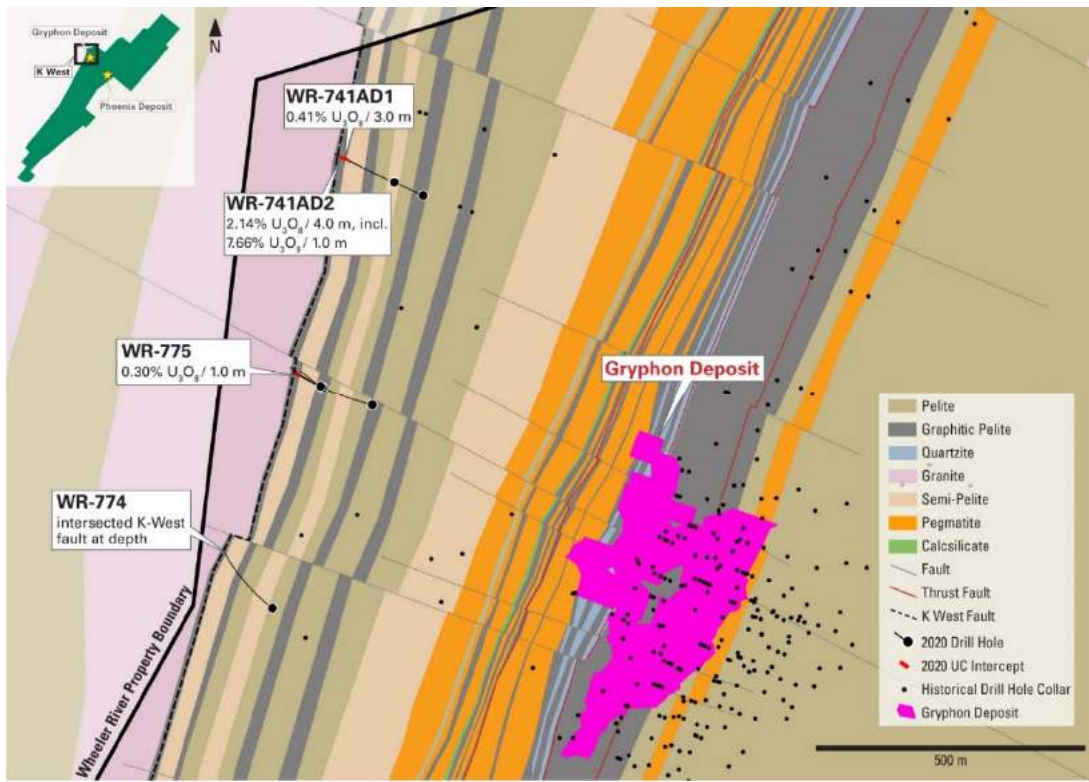 Gryphon Deposit
K West
Phoenix Deposit
N
WR-741AD1
0.41% U₃O₈ / 3.0 m
WR-741AD2
2.14% U₃O₈ / 4.0 m, incl.
7.66% U₃O₈ / 1.0 m
WR-775
0.30% U₃O₈ / 1.0 m
WR-774
intersected K-West
fault at depth
Wheeler River Property Boundary
Gryphon Deposit
Pelite
Graphitic Pelite
Quartzite
Granite
Semi-Pelite
Pegmatite
Calcsilicate
Fault
Thrust Fault
K West Fault
2020 Drill Hole
2020 UC Intercept
Historical Drill Hole Collar
Gryphon Deposit
500 m